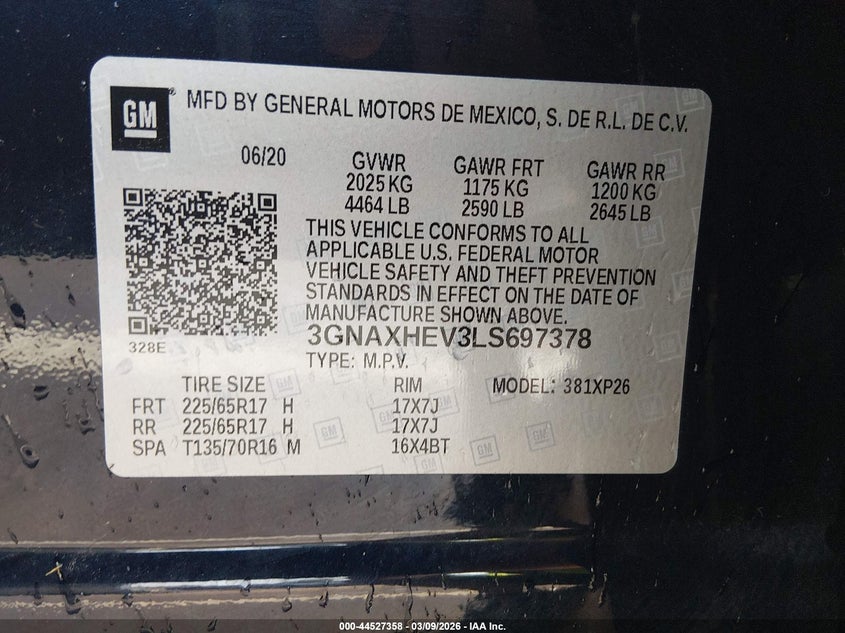 GM MFD BY GENERAL MOTORS DE MEXICO, S. DE R.L. DE C.V.
06/20 GVWR GAWR FRT GAWR RR
2025 KG 1175 KG 1200 KG
4464 LB 2590 LB 2645 LB
THIS VEHICLE CONFORMS TO ALL
APPLICABLE U.S. FEDERAL MOTOR
VEHICLE SAFETY AND THEFT PREVENTION
STANDARDS IN EFFECT ON THE DATE OF
MANUFACTURE SHOWN ABOVE.
328E 3GNAXHEV3LS697378
TYPE: M.P.V.
TIRE SIZE RIM MODEL: 381XP26
FRT 225/65R17 H 17X7J
RR 225/65R17 H 17X7J
SPA T135/70R16 M 16X4BT
000-44527358 - 03/09/2026 - IAA Inc.